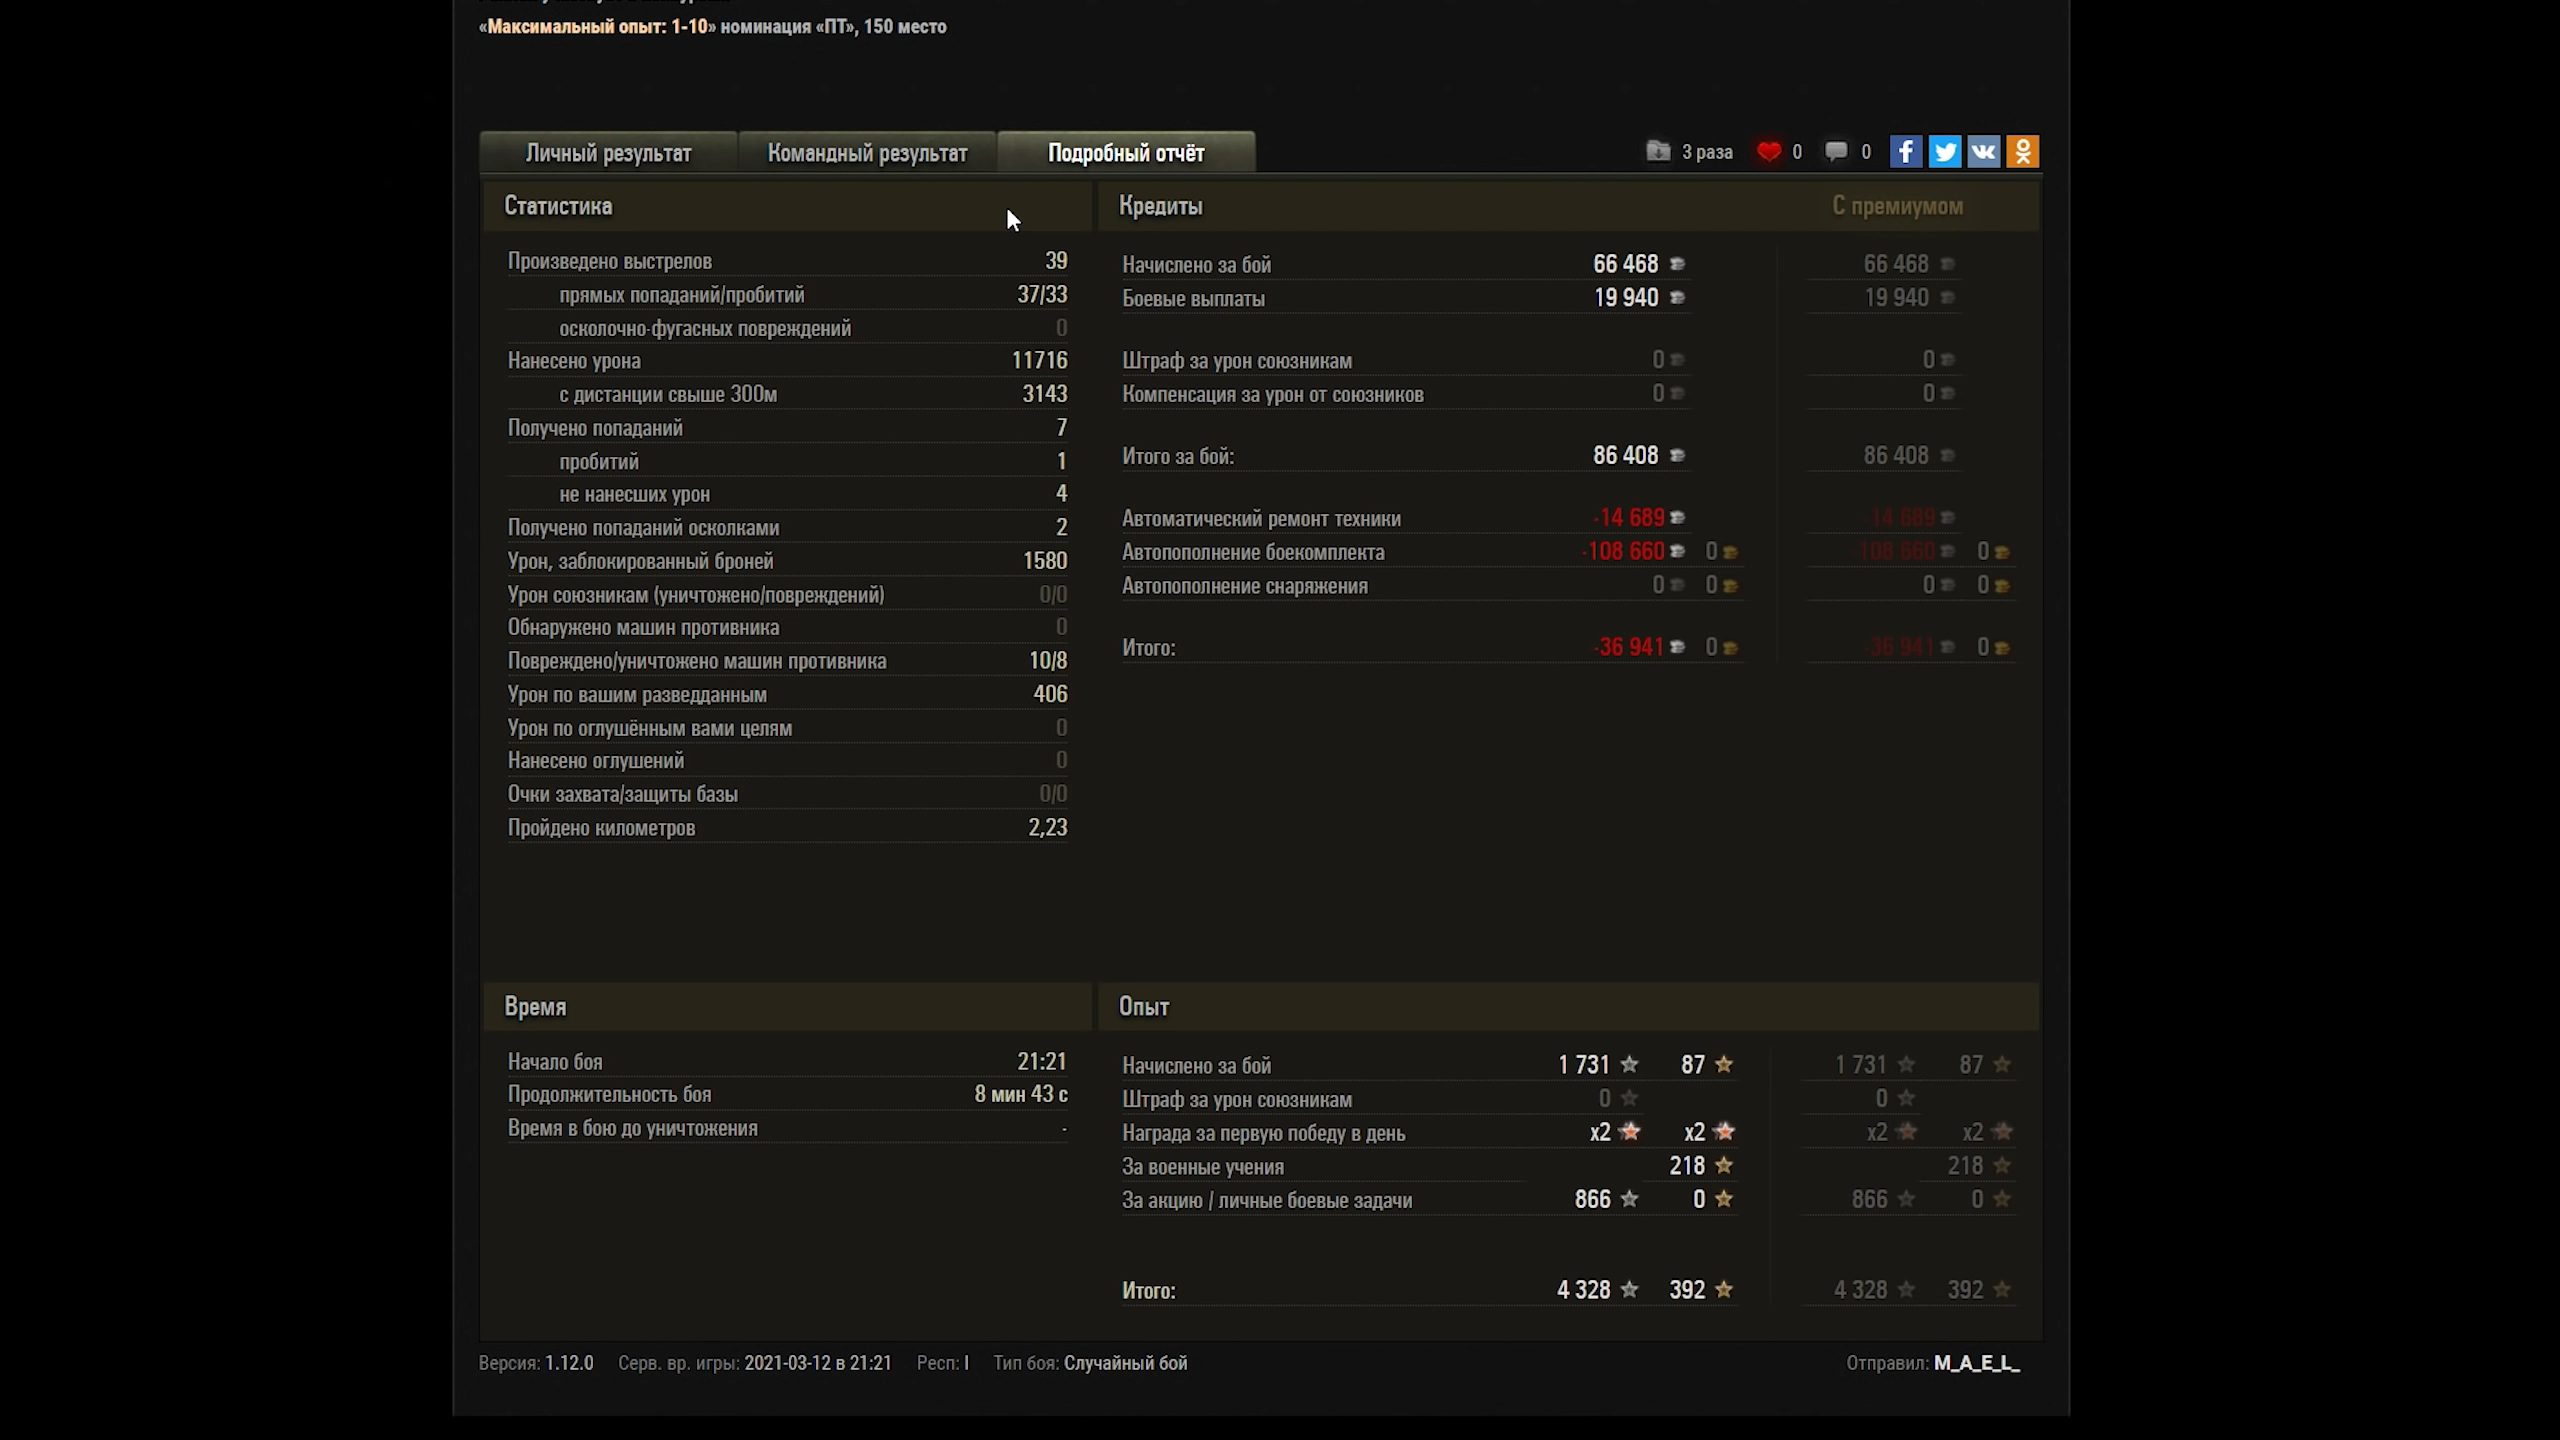 «Максимальный опыт: 1-10» номинация «ПТ», 150 место
Личный результат Командный результат Подробный отчёт 3 раза 0 0
Статистика
Произведено выстрелов 39
прямых попаданий/пробитий 37/33
осколочно-фугасных повреждений 0
Нанесено урона 11716
с дистанции свыше 300м 3143
Получено попаданий 7
пробитий 1
не нанесших урон 4
Получено попаданий осколками 2
Урон, заблокированный броней 1580
Урон союзникам (уничтожено/повреждений) 0/0
Обнаружено машин противника 0
Повреждено/уничтожено машин противника 10/8
Урон по вашим разведданным 406
Урон по оглушённым вами целям 0
Нанесено оглушений 0
Очки захвата/защиты базы 0/0
Пройдено километров 2,23
Кредиты С премиумом
Начислено за бой 66 468 66 468
Боевые выплаты 19 940 19 940
Штраф за урон союзникам 0 0
Компенсация за урон от союзников 0 0
Итого за бой: 86 408 86 408
Автоматический ремонт техники -14 689 -14 689
Автопополнение боекомплекта -108 660 0 -108 660 0
Автопополнение снаряжения 0 0 0 0
Итого: -36 941 0 -36 941 0
Время
Начало боя 21:21
Продолжительность боя 8 мин 43 с
Время в бою до уничтожения -
Опыт
Начислено за бой 1 731 87 1 731 87
Штраф за урон союзникам 0 0
Награда за первую победу в день x2 x2 x2 x2
За военные учения 218 218
За акцию / личные боевые задачи 866 0 866 0
Итого: 4 328 392 4 328 392
Версия: 1.12.0 Серв. вр. игры: 2021-03-12 в 21:21 Респ: I Тип боя: Случайный бой Отправил: M_A_E_L_